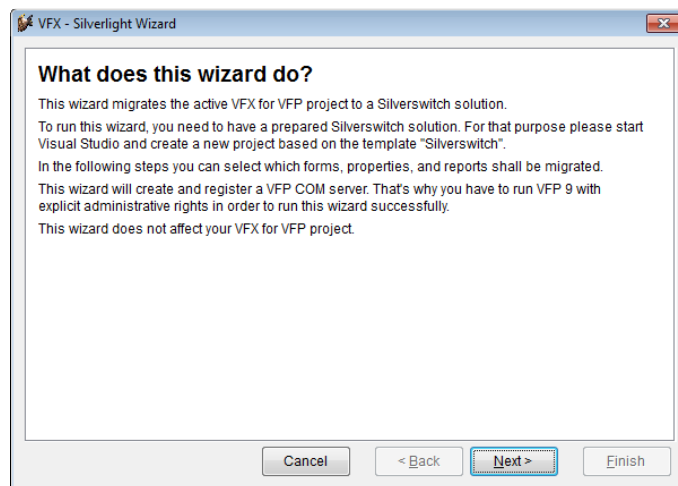 VFX - Silverlight Wizard
What does this wizard do?
This wizard migrates the active VFX for VFP project to a Silverswitch solution.
To run this wizard, you need to have a prepared Silverswitch solution. For that purpose please start
Visual Studio and create a new project based on the template "Silverswitch".
In the following steps you can select which forms, properties, and reports shall be migrated.
This wizard will create and register a VFP COM server. That's why you have to run VFP 9 with
explicit administrative rights in order to run this wizard successfully.
This wizard does not affect your VFX for VFP project.
Cancel < Back Next > Finish